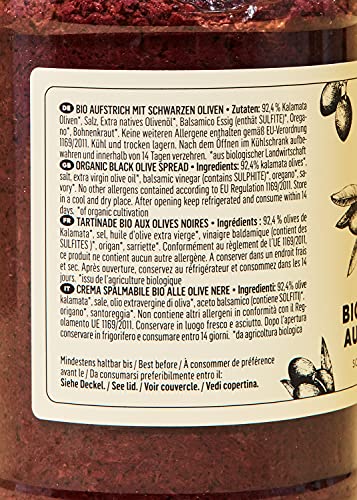 DE BIO AUFSTRICH MIT SCHWARZEN OLIVEN • Zutaten: 92,4% Kalamata
Oliven*, Salz, Extra natives Olivenöl*, Balsamico Essig (enthät SULFITE)*, Orega-
no*, Bohnenkraut*. Keine weiteren Allergene enthalten gemäß EU-Verordnung
1169/2011. Kühl und trocken lagern. Nach dem Öffnen im Kühlschrank aufbe-
wahren und innerhalb von 14 Tagen verzehren. *aus biologischer Landwirtschaft
GB ORGANIC BLACK OLIVE SPREAD • Ingredients: 92,4% kalamata olives*,
salt, extra virgin olive oil*, balsamic vinegar (contains SULPHITE)*, oregano*, savo-
ry*. No other allergens contained according to EU Regulation 1169/2011. Store
in a cool and dry place. After opening keep refrigerated and consume within 14
days. *of organic cultivation
FR TARTINADE BIO AUX OLIVES NOIRES • Ingrédients : 92,4 % olives de
Kalamata*, sel, huile d'olive extra vierge*, vinaigre balsamique (contient des
SULFITES )*, origan*, sarriette*. Conformément au règlement de l'UE 1169/2011,
ce produit ne contient aucun autre allergène. A conserver dans un endroit frais
et sec. Après ouverture, conservez au réfrigérateur et consommez dans les 14
jours. *issu de l'agriculture biologique
IT CREMA SPALMABILE BIO ALLE OLIVE NERE • Ingredienti: 92,4% olive
kalamata*, sale, olio extravergine di oliva*, aceto balsamico (contiene SOLFITI)*,
origano*, santoreggia*. Non contiene altri allergeni in conformità con il Rego-
lamento UE 1169/2011. Conservare in luogo fresco e asciutto. Dopo l'apertura
conservare in frigorifero e consumare entro 14 giorni. *da agricoltura biologica
Mindestens haltbar bis / Best before / À consommer de préférence
avant le / Da consumarsi preferibilmente entro il:
Siehe Deckel. / See lid. / Voir couvercle. / Vedi copertina.
BIO
AU